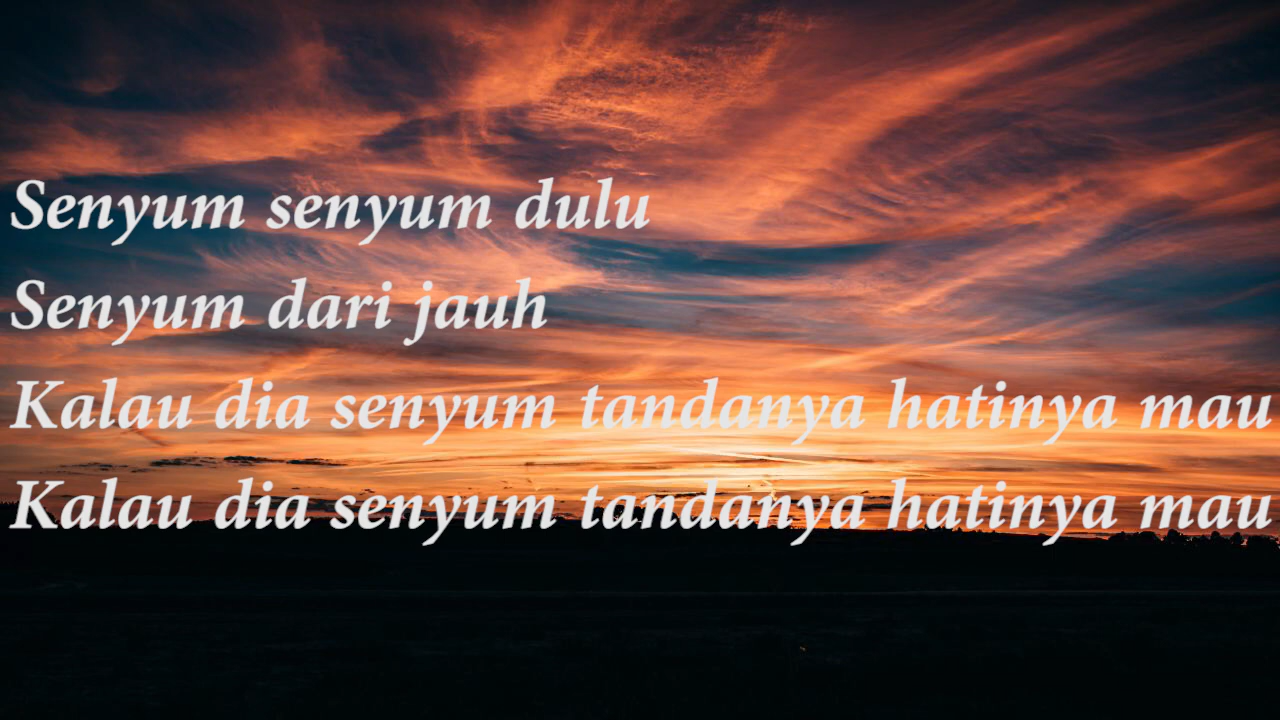 Senyum senyum dulu
Senyum dari jauh
Kalau dia senyum tandanya hatinya mau
Kalau dia senyum tandanya hatinya mau